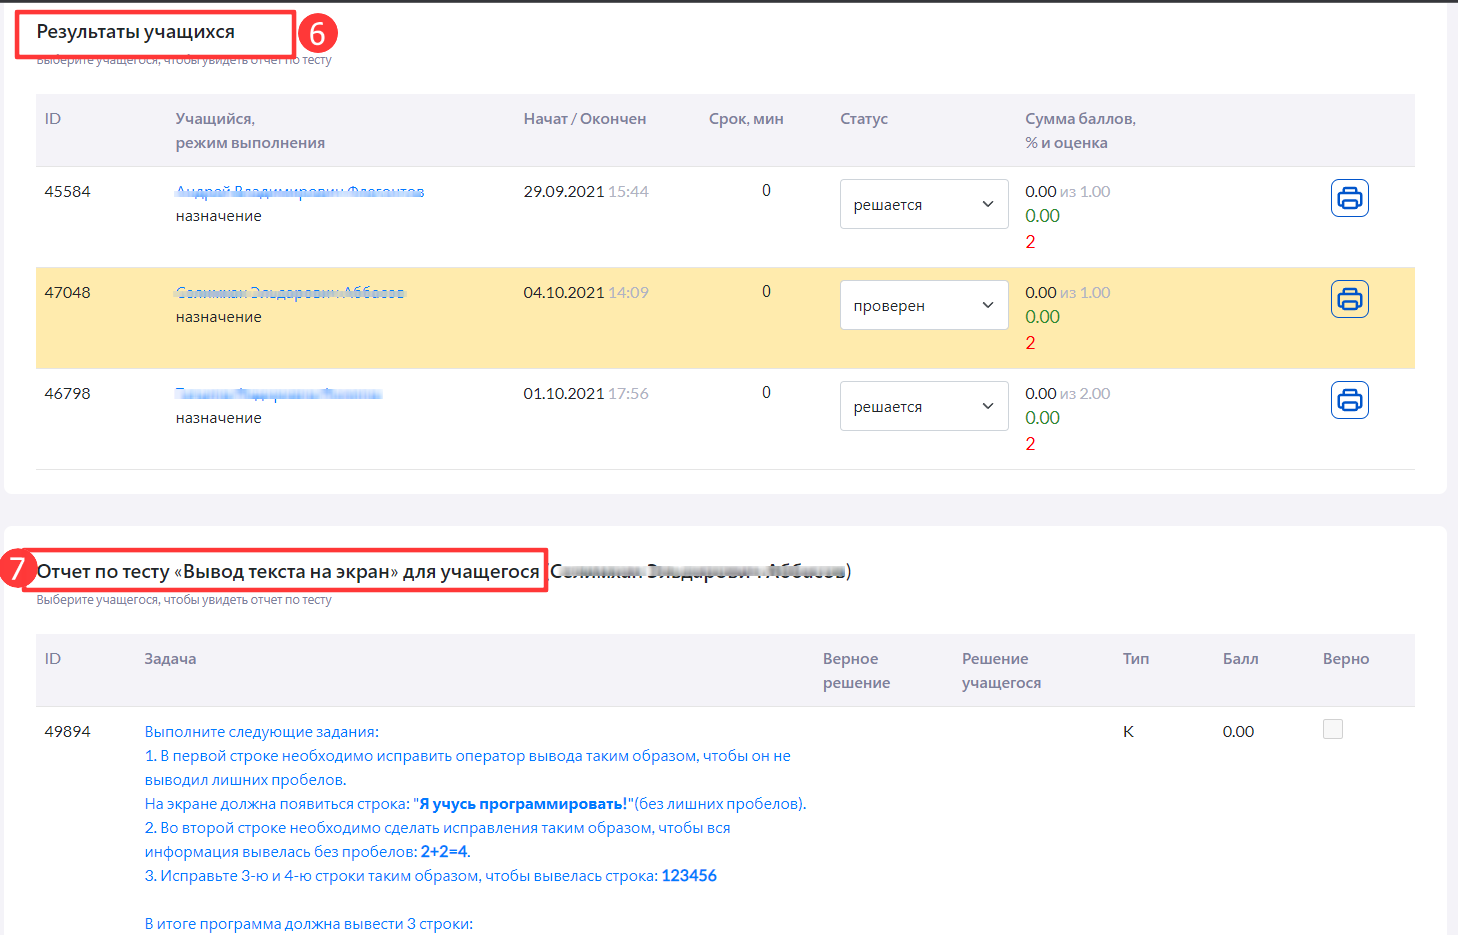 Результаты учащихся
6
Выберите учащегося, чтобы увидеть отчет по тесту
ID Учащийся, режим выполнения Начат / Окончен Срок, мин Статус Сумма баллов, % и оценка
45584 29.09.2021 15:44 0 решается 0.00 из 1.00
назначение 0.00
2
47048 04.10.2021 14:09 0 проверен 0.00 из 1.00
назначение 0.00
2
46798 01.10.2021 17:56 0 решается 0.00 из 2.00
назначение 0.00
2
7
Отчет по тесту «Вывод текста на экран» для учащегося
Выберите учащегося, чтобы увидеть отчет по тесту
ID Задача Верное решение Решение учащегося Тип Балл Верно
49894 Выполните следующие задания: К 0.00
1. В первой строке необходимо исправить оператор вывода таким образом, чтобы он не
выводил лишних пробелов.
На экране должна появиться строка: "Я учусь программировать!"(без лишних пробелов).
2. Во второй строке необходимо сделать исправления таким образом, чтобы вся
информация вывелась без пробелов: 2+2=4.
3. Исправьте 3-ю и 4-ю строки таким образом, чтобы вывелась строка: 123456
В итоге программа должна вывести 3 строки: